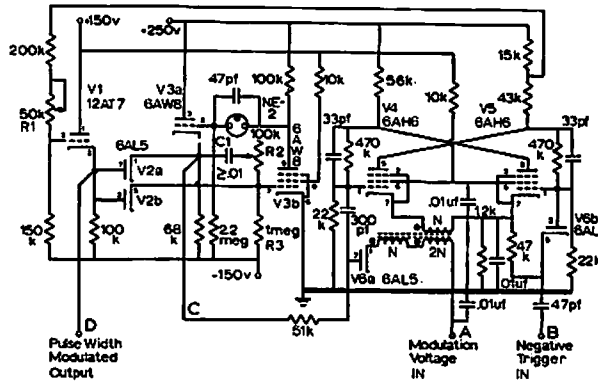 +150v
+250v
200k
50k
R1
V1
12AT7
V3a
6AW8
47pf
NE-
2
100k
10k
56k
V4
6AH6
10k
15k
43k
V5
6AH6
33pf
33pf
470
k
470
k
6AL5
V2a
V2b
C1
≥.01
100k
R2
6AW8
V3b
150
k
100
k
68
k
2.2
meg
1meg
R3
-150v
22
k
300
pf
N
N
2N
V6a
6AL5
.01uf
12k
47
k
.01uf
.01uf
V6b
6AL
22k
47pf
51k
D
C
A
B
Pulse Width
Modulated
Output
Modulation
Voltage
IN
Negative
Trigger
IN